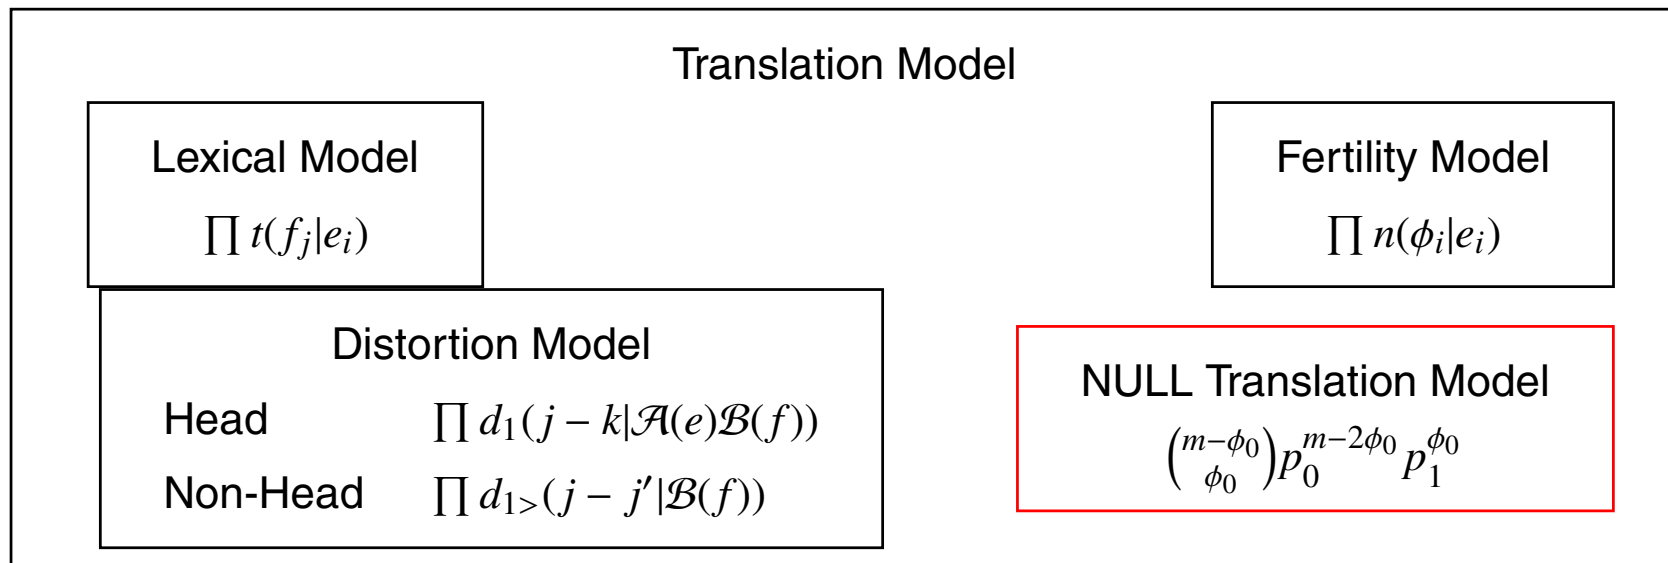 Translation Model
Lexical Model
∏ t(f_j|e_i)
Fertility Model
∏ n(ϕ_i|e_i)
Distortion Model
Head ∏ d_1(j − k|𝒜(e)ℬ(f))
Non-Head ∏ d_{1>}(j − j′|ℬ(f))
NULL Translation Model
\binom{m−ϕ_0}{ϕ_0} p_0^{m−2ϕ_0} p_1^{ϕ_0}